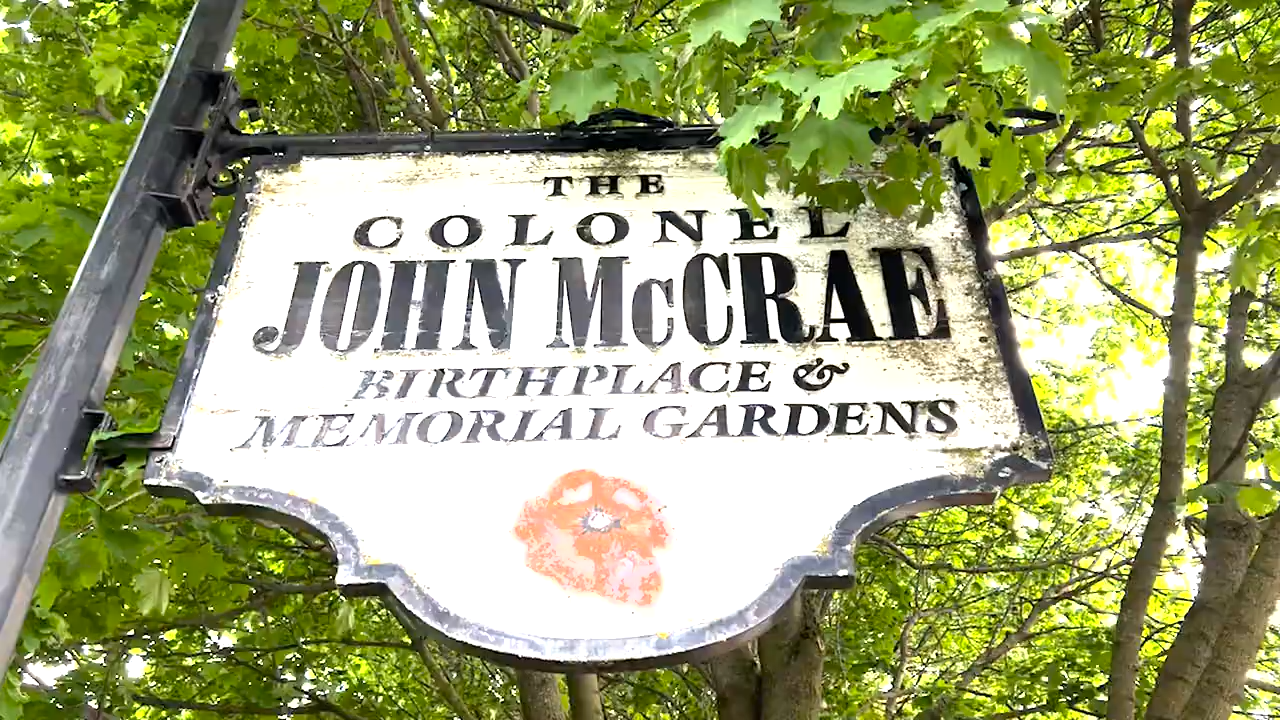 THE
COLONEL
JOHN McCRAE
BIRTHPLACE &
MEMORIAL GARDENS